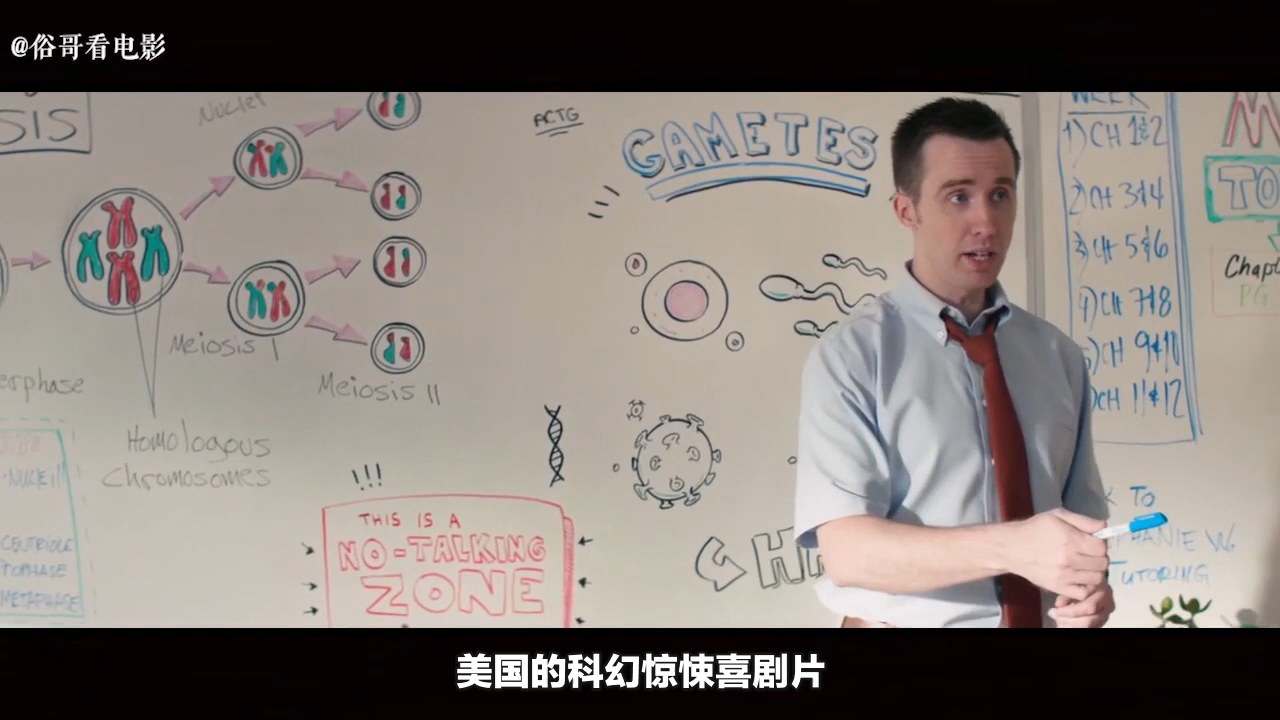 @俗哥看电影
SIS
Nuclei
ACTG
GAMETES
WEEK
1) CH 1&2
2) CH 3&4
3) CH 5&6
4) CH 7&8
CH 9&10
CH 11&12
M
TO
Chapt
PG
Meiosis I
Meiosis II
erphase
Homologous
Chromosomes
!!!
NUCLEI
CENTRIOLE
METAPHASE
THIS IS A
NO-TALKING
ZONE
TO
PHANIE W.
TUTORING
美国的科幻惊悚喜剧片